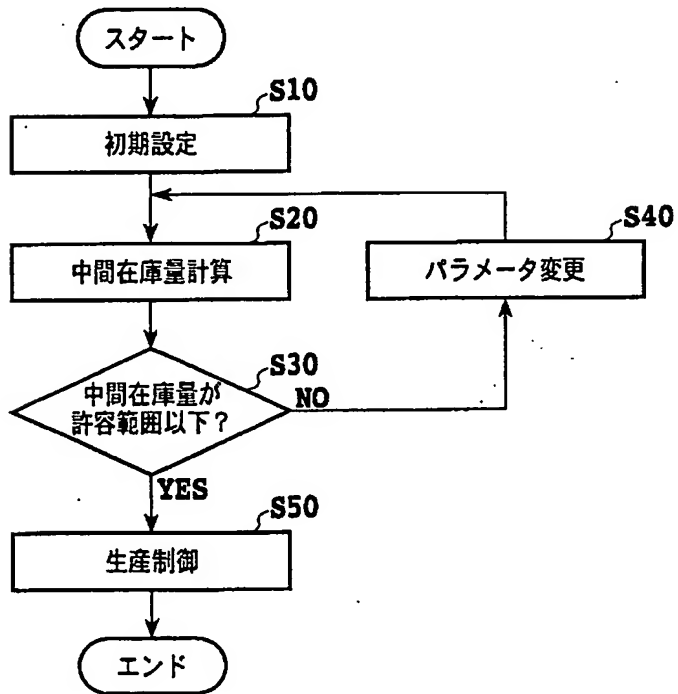 スタート
S10
初期設定
S20
中間在庫量計算
S40
パラメータ変更
S30
中間在庫量が
許容範囲以下？
NO
YES
S50
生産制御
エンド